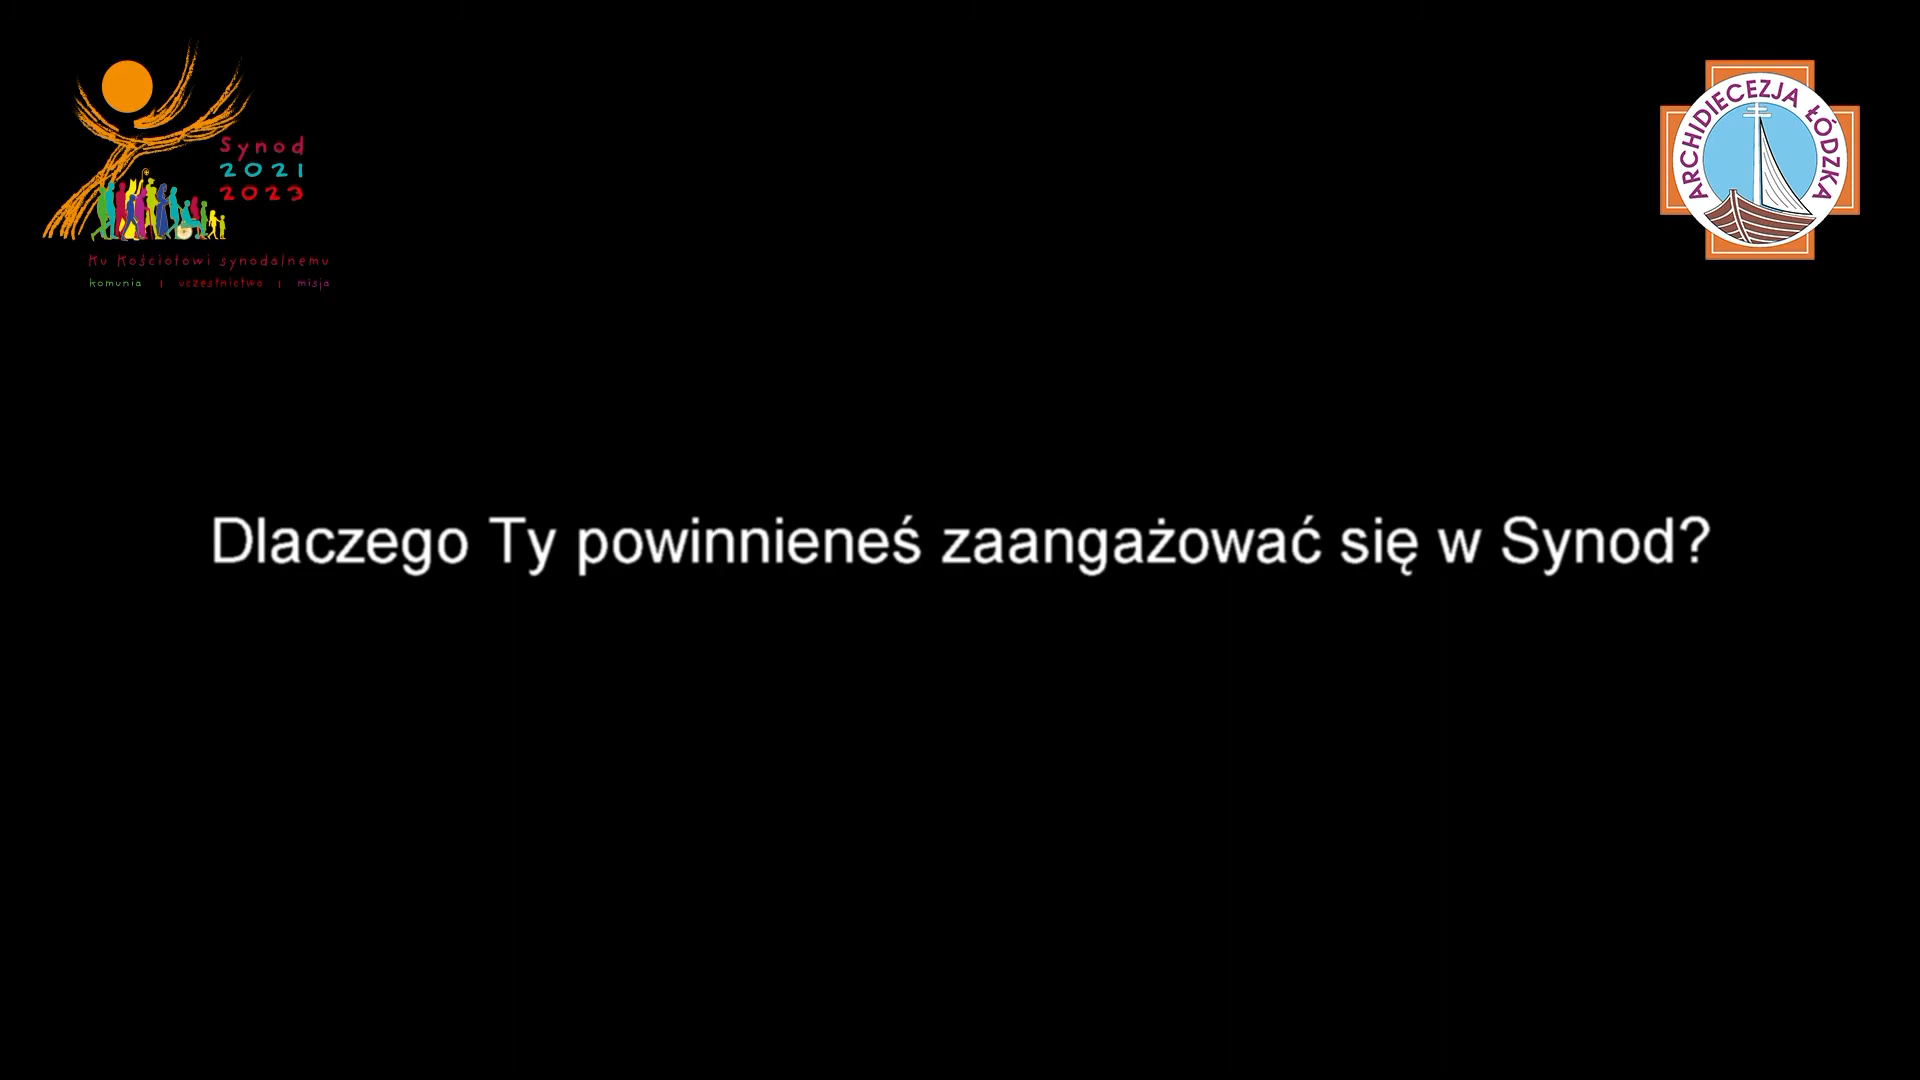 Synod
2021
2023
Ku Kościołowi synodalnemu
komunia | uczestnictwo | misja
ARCHIDIECEZJA ŁÓDZKA
Dlaczego Ty powinnieneś zaangażować się w Synod?